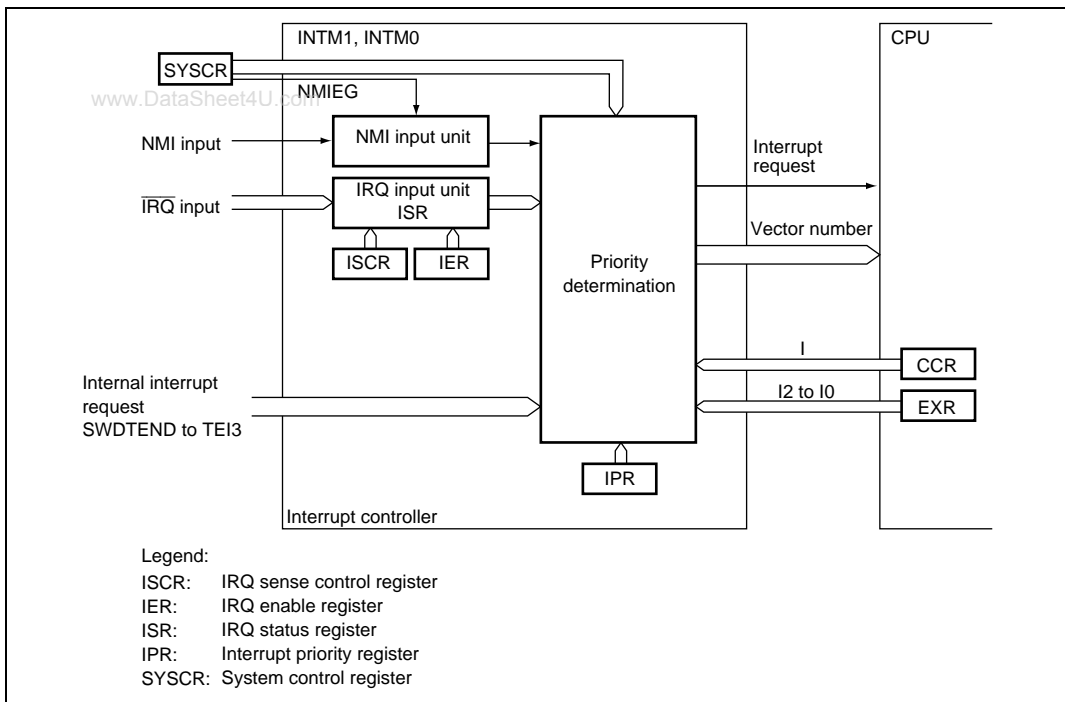 INTM1, INTM0
CPU
SYSCR
NMIEG
www.DataSheet4U.com
NMI input
NMI input unit
Interrupt
request
IRQ input
IRQ input unit
ISR
Vector number
ISCR
IER
Priority
determination
I
CCR
Internal interrupt
request
SWDTEND to TEI3
I2 to I0
EXR
IPR
Interrupt controller
Legend:
ISCR: IRQ sense control register
IER: IRQ enable register
ISR: IRQ status register
IPR: Interrupt priority register
SYSCR: System control register